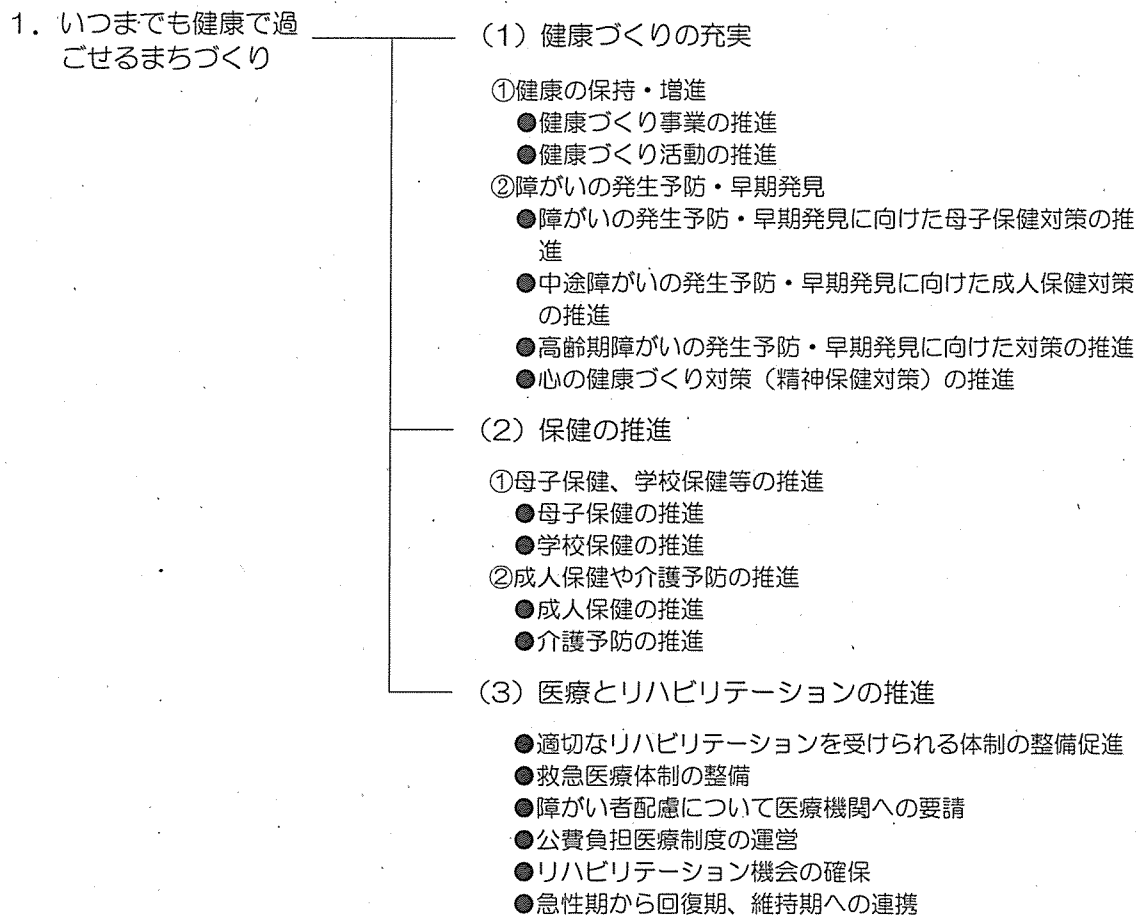 1．いつまでも健康で過
ごせるまちづくり
（1）健康づくりの充実
①健康の保持・増進
●健康づくり事業の推進
●健康づくり活動の推進
②障がいの発生予防・早期発見
●障がいの発生予防・早期発見に向けた母子保健対策の推
進
●中途障がいの発生予防・早期発見に向けた成人保健対策
の推進
●高齢期障がいの発生予防・早期発見に向けた対策の推進
●心の健康づくり対策（精神保健対策）の推進
（2）保健の推進
①母子保健、学校保健等の推進
●母子保健の推進
●学校保健の推進
②成人保健や介護予防の推進
●成人保健の推進
●介護予防の推進
（3）医療とリハビリテーションの推進
●適切なリハビリテーションを受けられる体制の整備促進
●救急医療体制の整備
●障がい者配慮について医療機関への要請
●公費負担医療制度の運営
●リハビリテーション機会の確保
●急性期から回復期、維持期への連携